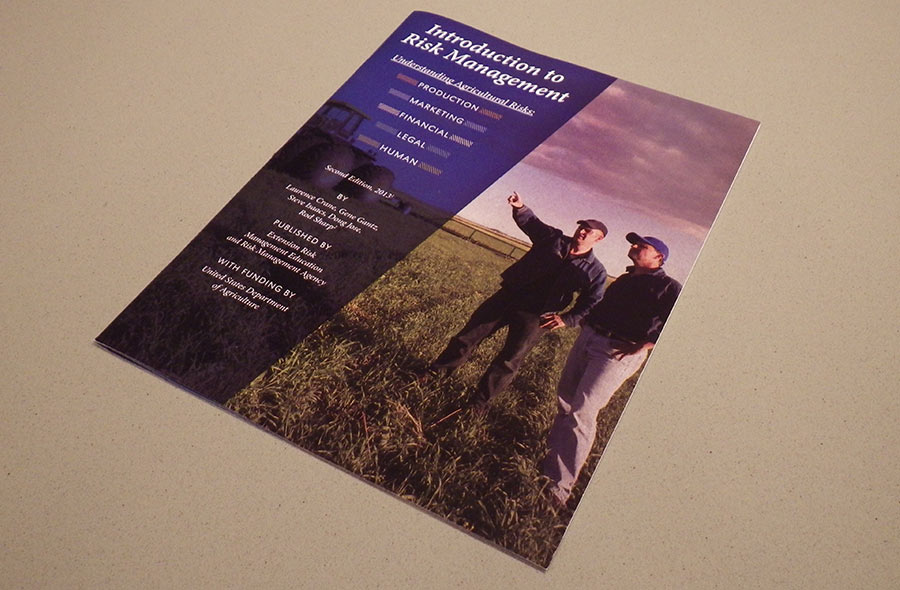 Introduction to
Risk Management
Understanding Agricultural Risks:
PRODUCTION
MARKETING
FINANCIAL
LEGAL
HUMAN
Second Edition, 2013
BY
Laurence Crane, Gene Gantz,
Steve Isaacs, Doug Jose,
Rod Sharp
PUBLISHED BY
Extension Risk
Management Education
and Risk Management Agency
WITH FUNDING BY
United States Department
of Agriculture